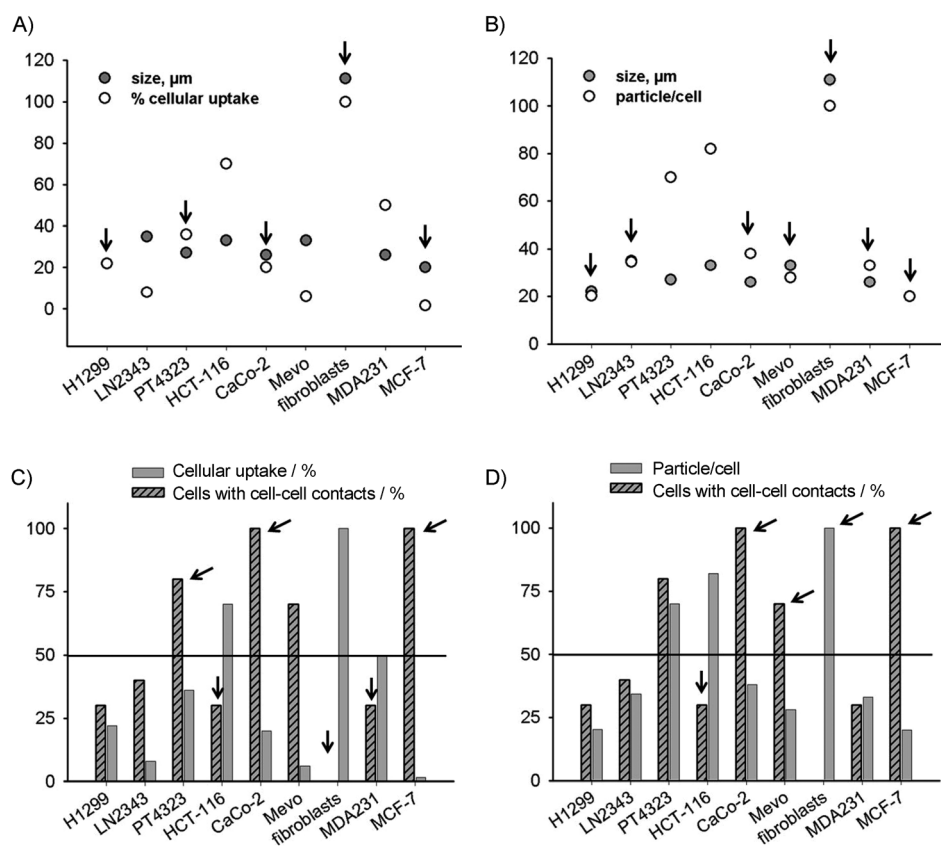 A)
size, µm
% cellular uptake
120
100
80
60
40
20
0
H1299
LN2343
PT4323
HCT-116
CaCo-2
Mevo
fibroblasts
MDA231
MCF-7
B)
size, µm
particle/cell
120
100
80
60
40
20
0
H1299
LN2343
PT4323
HCT-116
CaCo-2
Mevo
fibroblasts
MDA231
MCF-7
C)
Cellular uptake / %
Cells with cell-cell contacts / %
100
75
50
25
0
H1299
LN2343
PT4323
HCT-116
CaCo-2
Mevo
fibroblasts
MDA231
MCF-7
D)
Particle/cell
Cells with cell-cell contacts / %
100
75
50
25
0
H1299
LN2343
PT4323
HCT-116
CaCo-2
Mevo
fibroblasts
MDA231
MCF-7